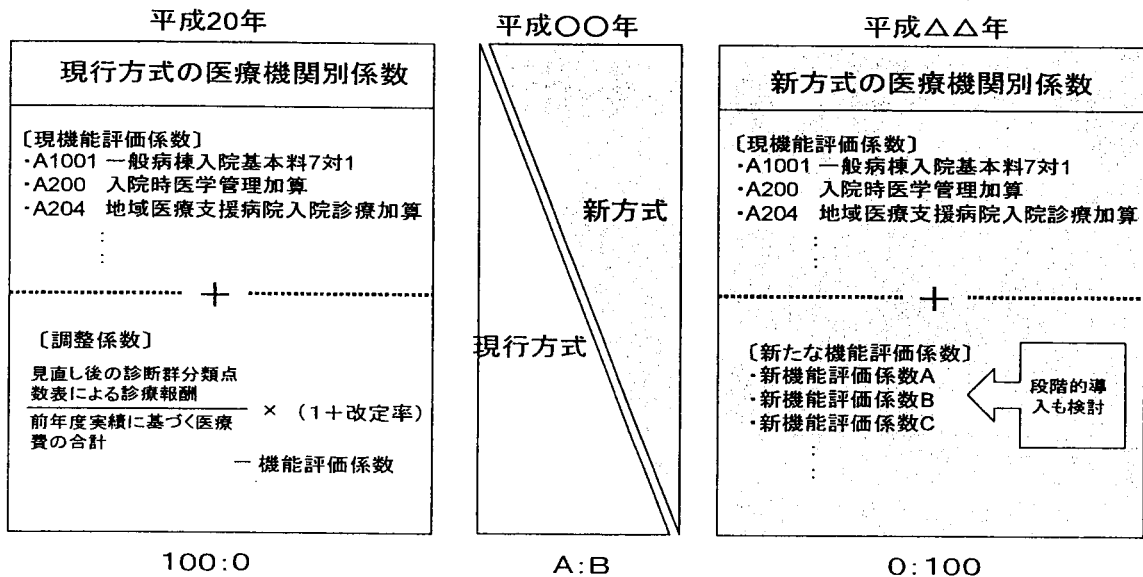 平成20年
現行方式の医療機関別係数
〔現機能評価係数〕
・A1001 一般病棟入院基本料7対1
・A200 入院時医学管理加算
・A204 地域医療支援病院入院診療加算
:
:
+
〔調整係数〕
見直し後の診断群分類点
数表による診療報酬
前年度実績に基づく医療
費の合計
× (1+改定率)
− 機能評価係数
100:0
平成〇〇年
新方式
現行方式
A:B
平成△△年
新方式の医療機関別係数
〔現機能評価係数〕
・A1001 一般病棟入院基本料7対1
・A200 入院時医学管理加算
・A204 地域医療支援病院入院診療加算
:
:
+
〔新たな機能評価係数〕
・新機能評価係数A
・新機能評価係数B
・新機能評価係数C
:
:
段階的導
入も検討
0:100